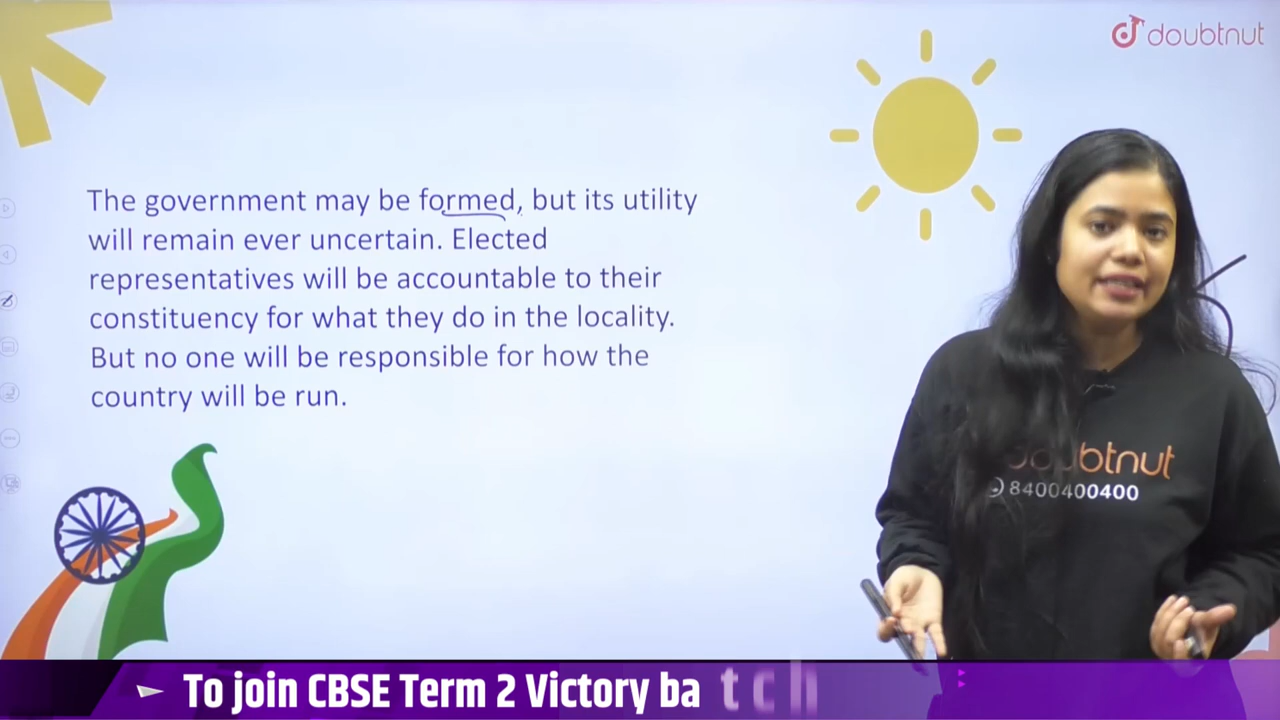 doubtnut
The government may be formed, but its utility
will remain ever uncertain. Elected
representatives will be accountable to their
constituency for what they do in the locality.
But no one will be responsible for how the
country will be run.
doubtnut
8400400400
To join CBSE Term 2 Victory batch